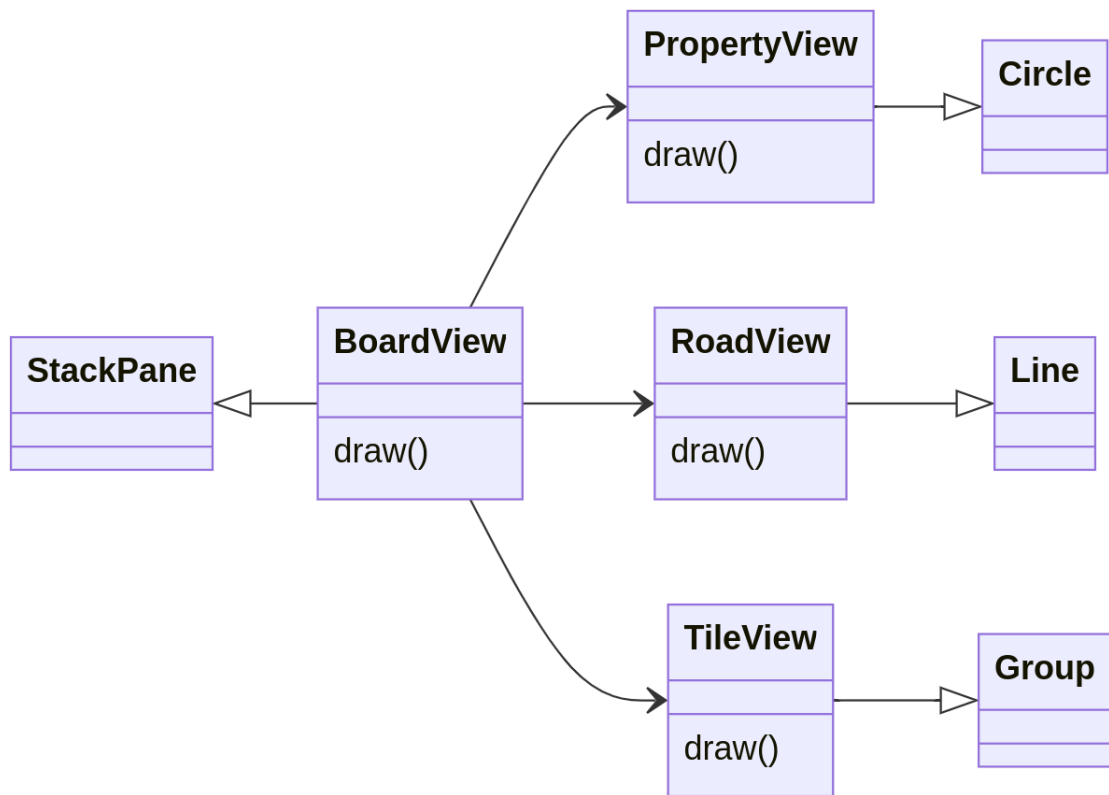 PropertyView
draw()
Circle
StackPane
BoardView
draw()
RoadView
draw()
Line
TileView
draw()
Group